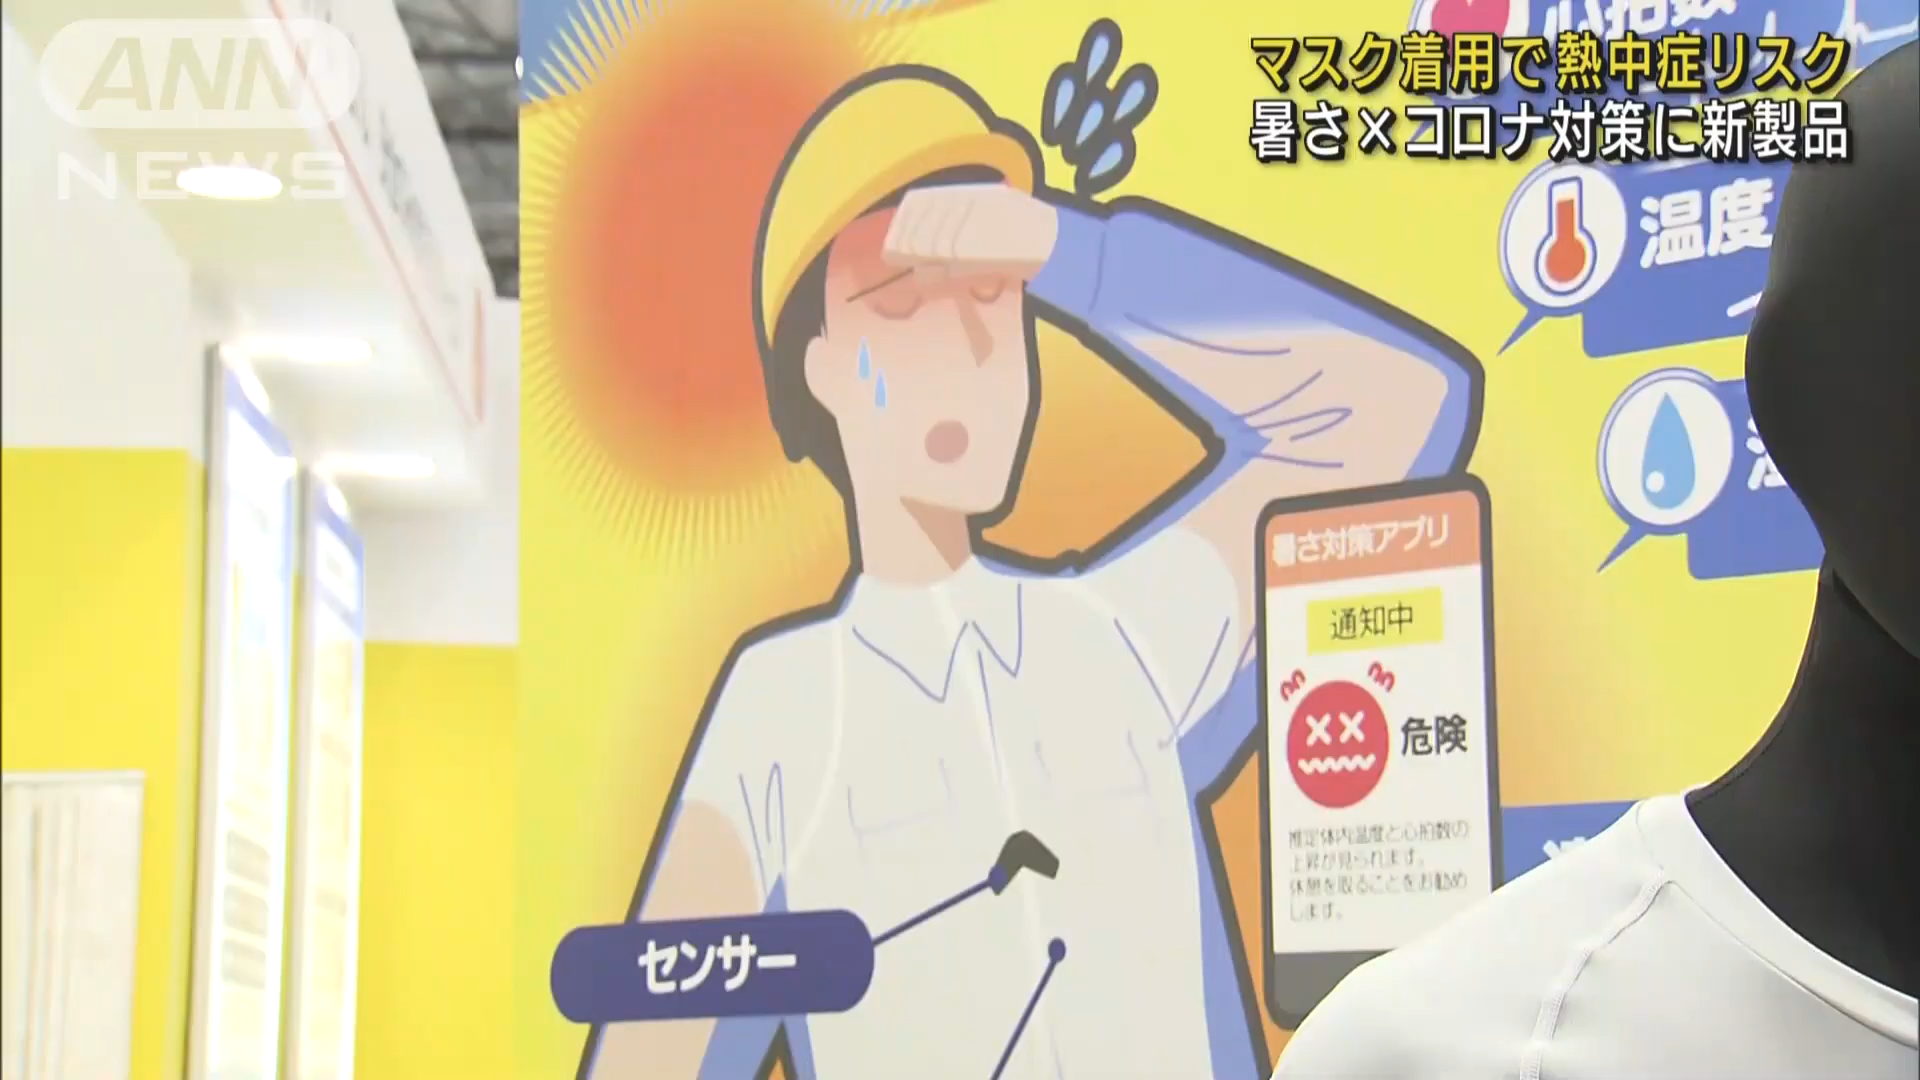 ANN
NEWS
マスク着用で熱中症リスク
暑さ×コロナ対策に新製品
心拍数
温度
暑さ対策アプリ
通知中
危険
推定体内温度と心拍数の
上昇が見られます。
休憩を取ることをお勧め
します。
センサー